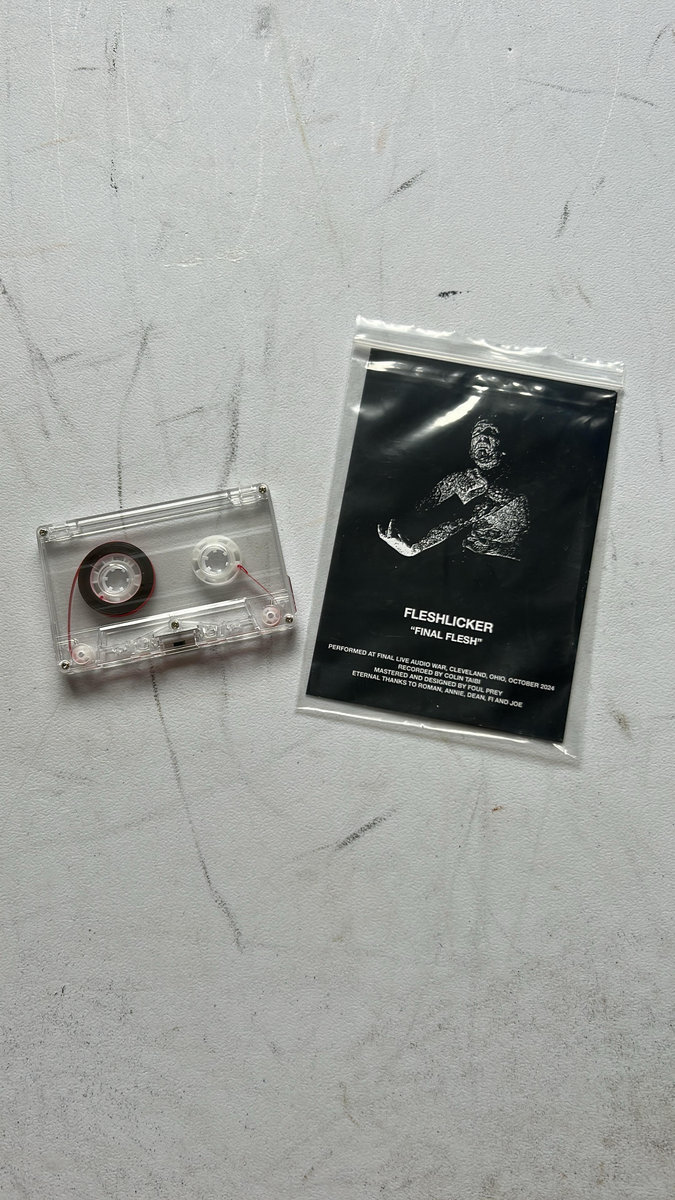 FLESHLICKER
“FINAL FLESH”
PERFORMED AT FINAL LIVE AUDIO WAR, CLEVELAND, OHIO, OCTOBER 2024
RECORDED BY COLIN TAIBI
MASTERED AND DESIGNED BY FOUL PREY
ETERNAL THANKS TO ROMAN, ANNIE, DEAN, FI AND JOE